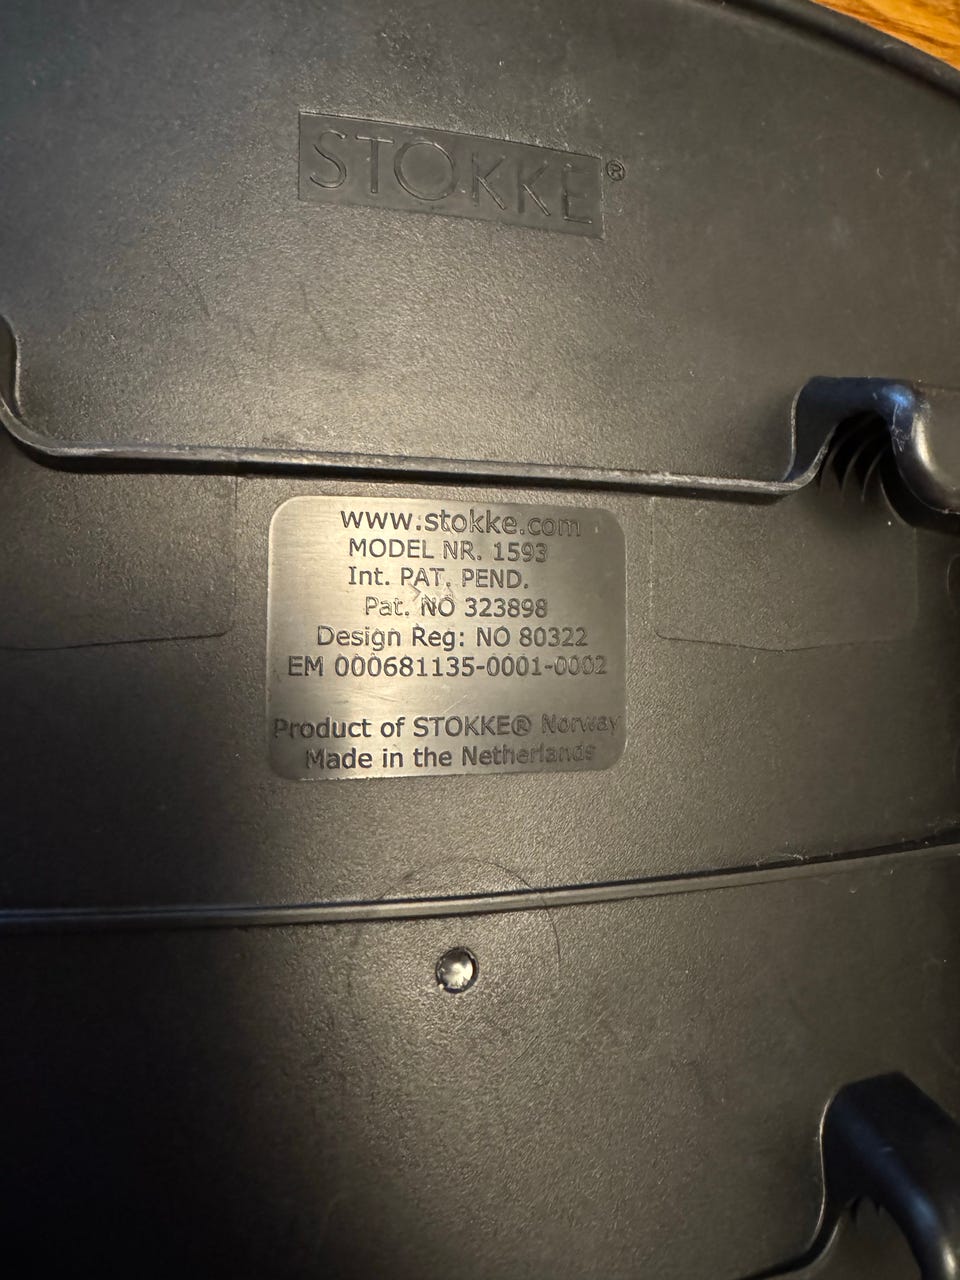 STOKKE®
www.stokke.com
MODEL NR. 1593
Int. PAT. PEND.
Pat. NO 323898
Design Reg: NO 80322
EM 000681135-0001-0002
Product of STOKKE® Norway
Made in the Netherlands